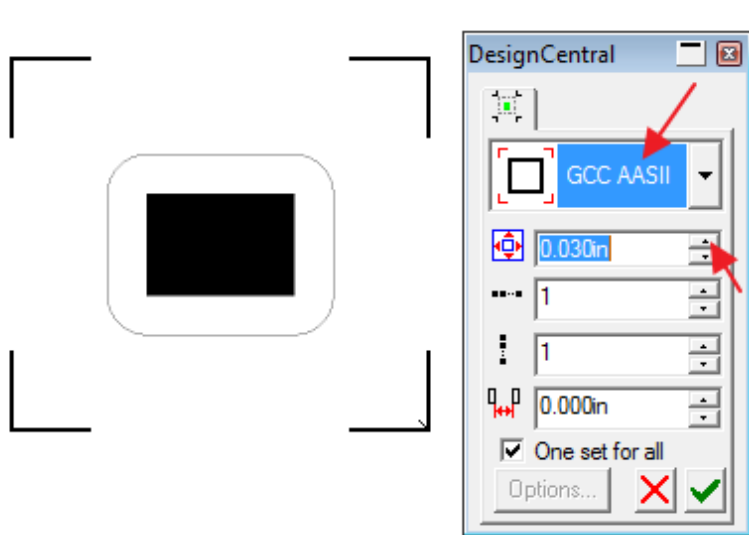 DesignCentral
GCC AASII
0.030in
1
1
0.000in
One set for all
Options...